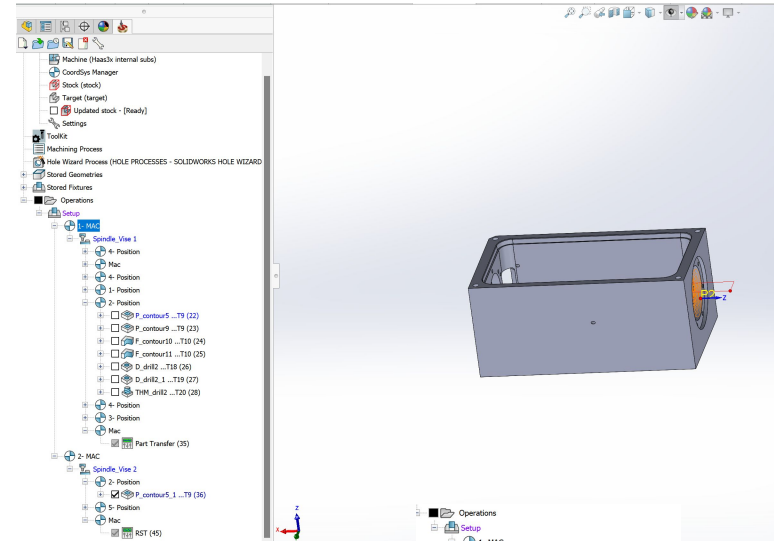 Machine (Haas3x internal subs)
CoordSys Manager
Stock (stock)
Target (target)
Updated stock - [Ready]
Settings
ToolKit
Machining Process
Hole Wizard Process (HOLE PROCESSES - SOLIDWORKS HOLE WIZARD
Stored Geometries
Stored Fixtures
Operations
Setup
1- MAC
Spindle_Vise 1
4- Position
Mac
4- Position
1- Position
2- Position
P_contour5 ...T9 (22)
P_contour9 ...T9 (23)
F_contour10 ...T10 (24)
F_contour11 ...T10 (25)
D_drill2 ...T18 (26)
D_drill2_1 ...T19 (27)
THM_drill2 ...T20 (28)
4- Position
3- Position
Mac
Part Transfer (35)
2- MAC
Spindle_Vise 2
2- Position
P_contour5_1 ...T9 (36)
5- Position
Mac
RST (45)
Z
Z
X
Operations
Setup